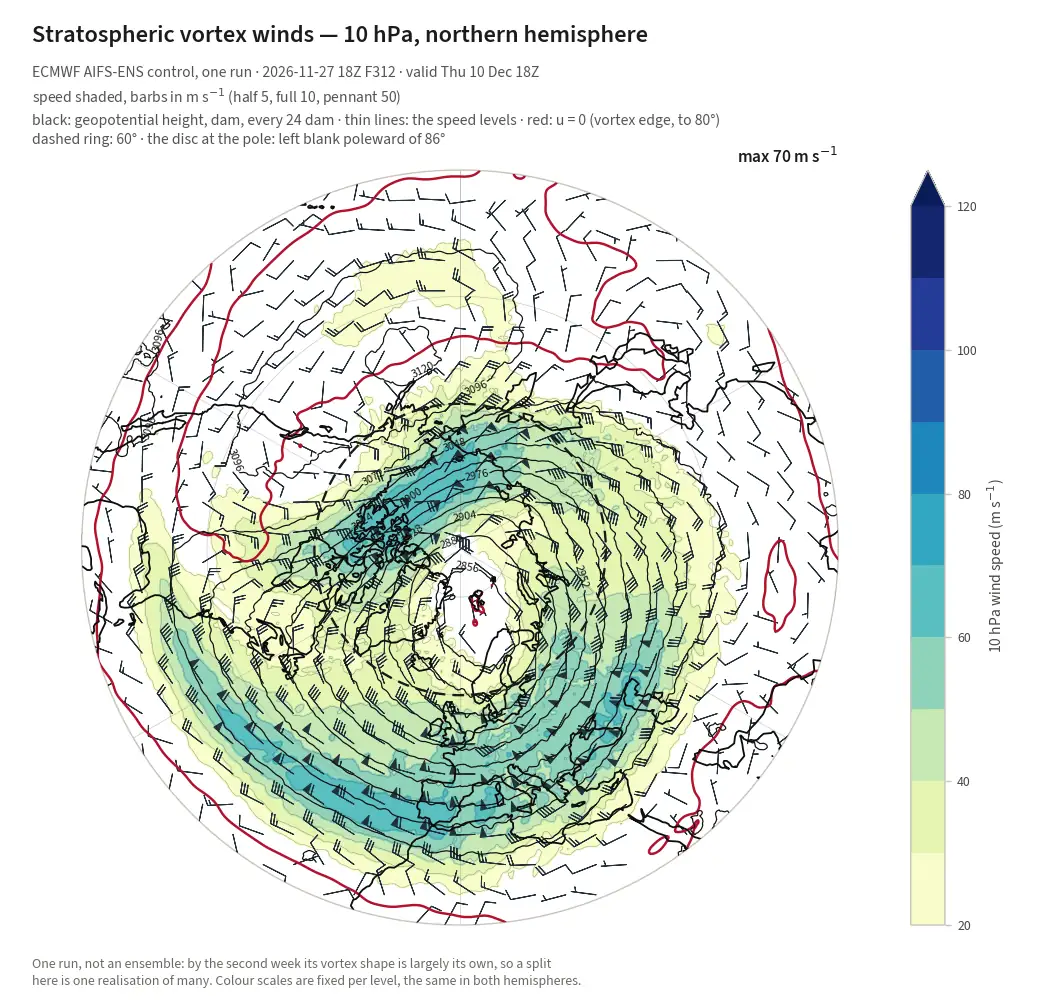 Stratospheric vortex winds — 10 hPa, northern hemisphere
ECMWF AIFS-ENS control, one run · 2026-11-27 18Z F312 · valid Thu 10 Dec 18Z
speed shaded, barbs in m s⁻¹ (half 5, full 10, pennant 50)
black: geopotential height, dam, every 24 dam · thin lines: the speed levels · red: u = 0 (vortex edge, to 80°)
dashed ring: 60° · the disc at the pole: left blank poleward of 86°
max 70 m s⁻¹
120
100
80
60
40
20
10 hPa wind speed (m s⁻¹)
3096
3120
3096
3096
2976
2904
2856
2952
One run, not an ensemble: by the second week its vortex shape is largely its own, so a split
here is one realisation of many. Colour scales are fixed per level, the same in both hemispheres.